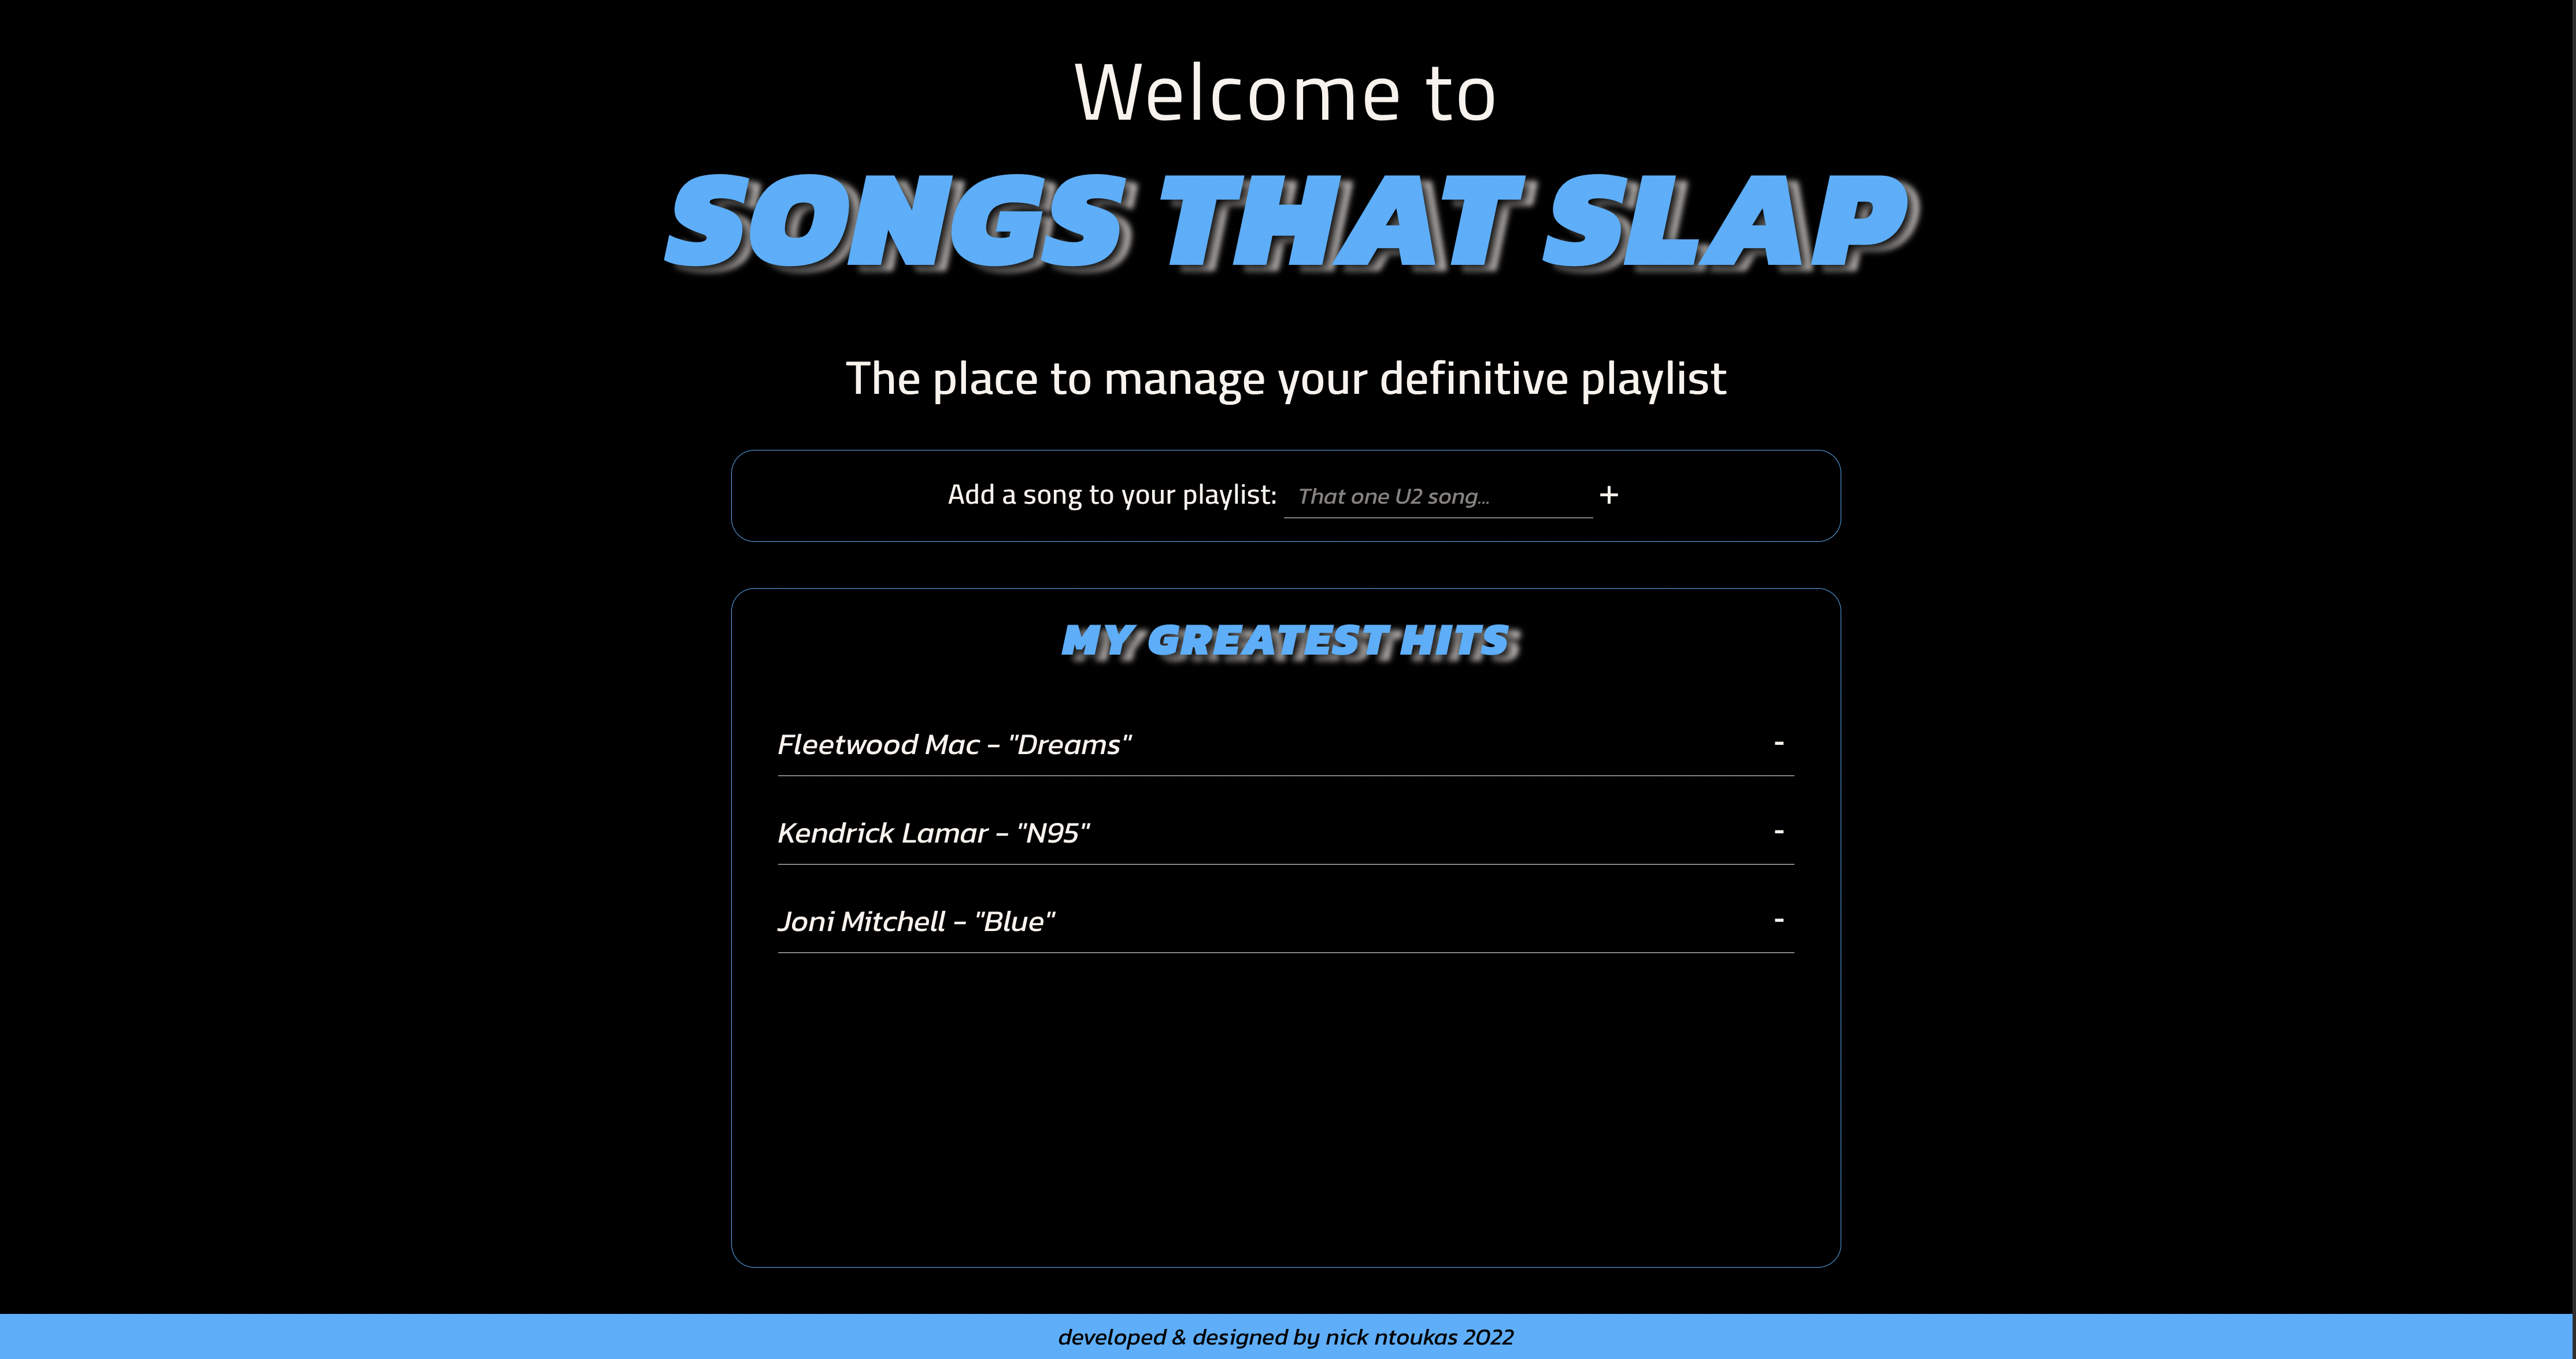 Welcome to
SONGS THAT SLAP
The place to manage your definitive playlist
Add a song to your playlist: That one U2 song... +
MY GREATEST HITS
Fleetwood Mac - "Dreams" -
Kendrick Lamar - "N95" -
Joni Mitchell - "Blue" -
developed & designed by nick ntoukas 2022